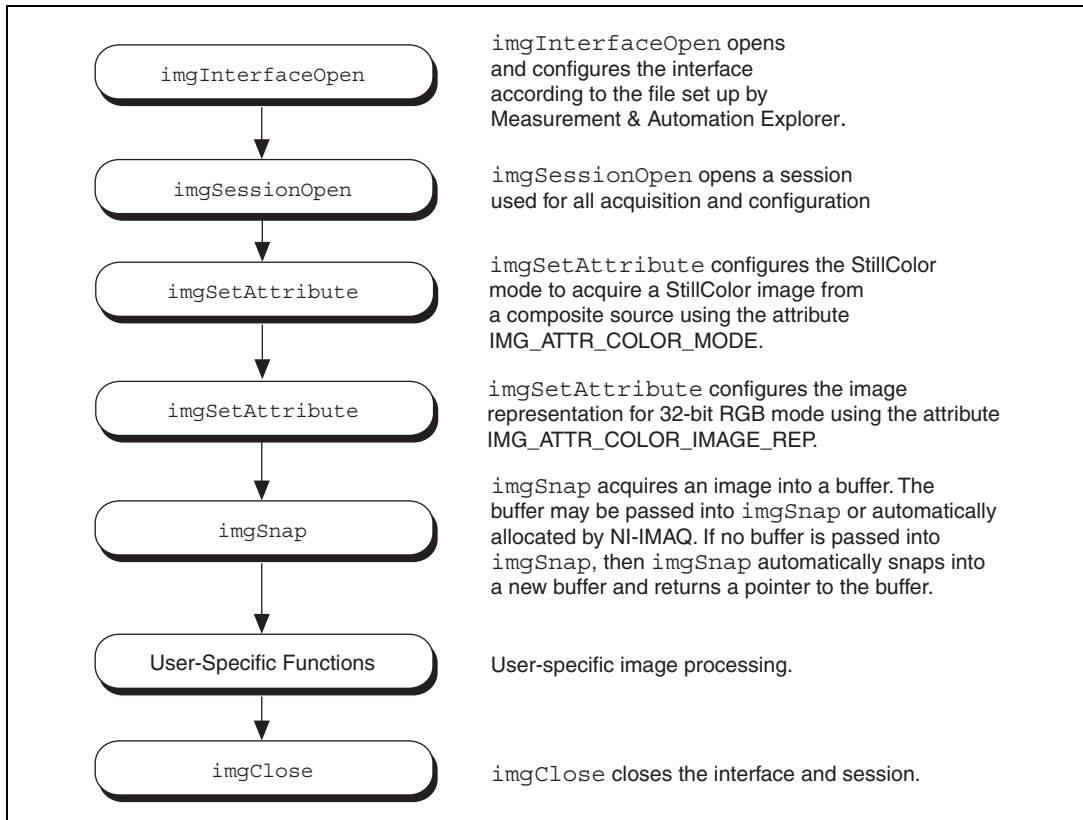 imgInterfaceOpen
imgInterfaceOpen opens
and configures the interface
according to the file set up by
Measurement & Automation Explorer.
imgSessionOpen
imgSessionOpen opens a session
used for all acquisition and configuration
imgSetAttribute
imgSetAttribute configures the StillColor
mode to acquire a StillColor image from
a composite source using the attribute
IMG_ATTR_COLOR_MODE.
imgSetAttribute
imgSetAttribute configures the image
representation for 32-bit RGB mode using the attribute
IMG_ATTR_COLOR_IMAGE_REP.
imgSnap
imgSnap acquires an image into a buffer. The
buffer may be passed into imgSnap or automatically
allocated by NI-IMAQ. If no buffer is passed into
imgSnap, then imgSnap automatically snaps into
a new buffer and returns a pointer to the buffer.
User-Specific Functions
User-specific image processing.
imgClose
imgClose closes the interface and session.